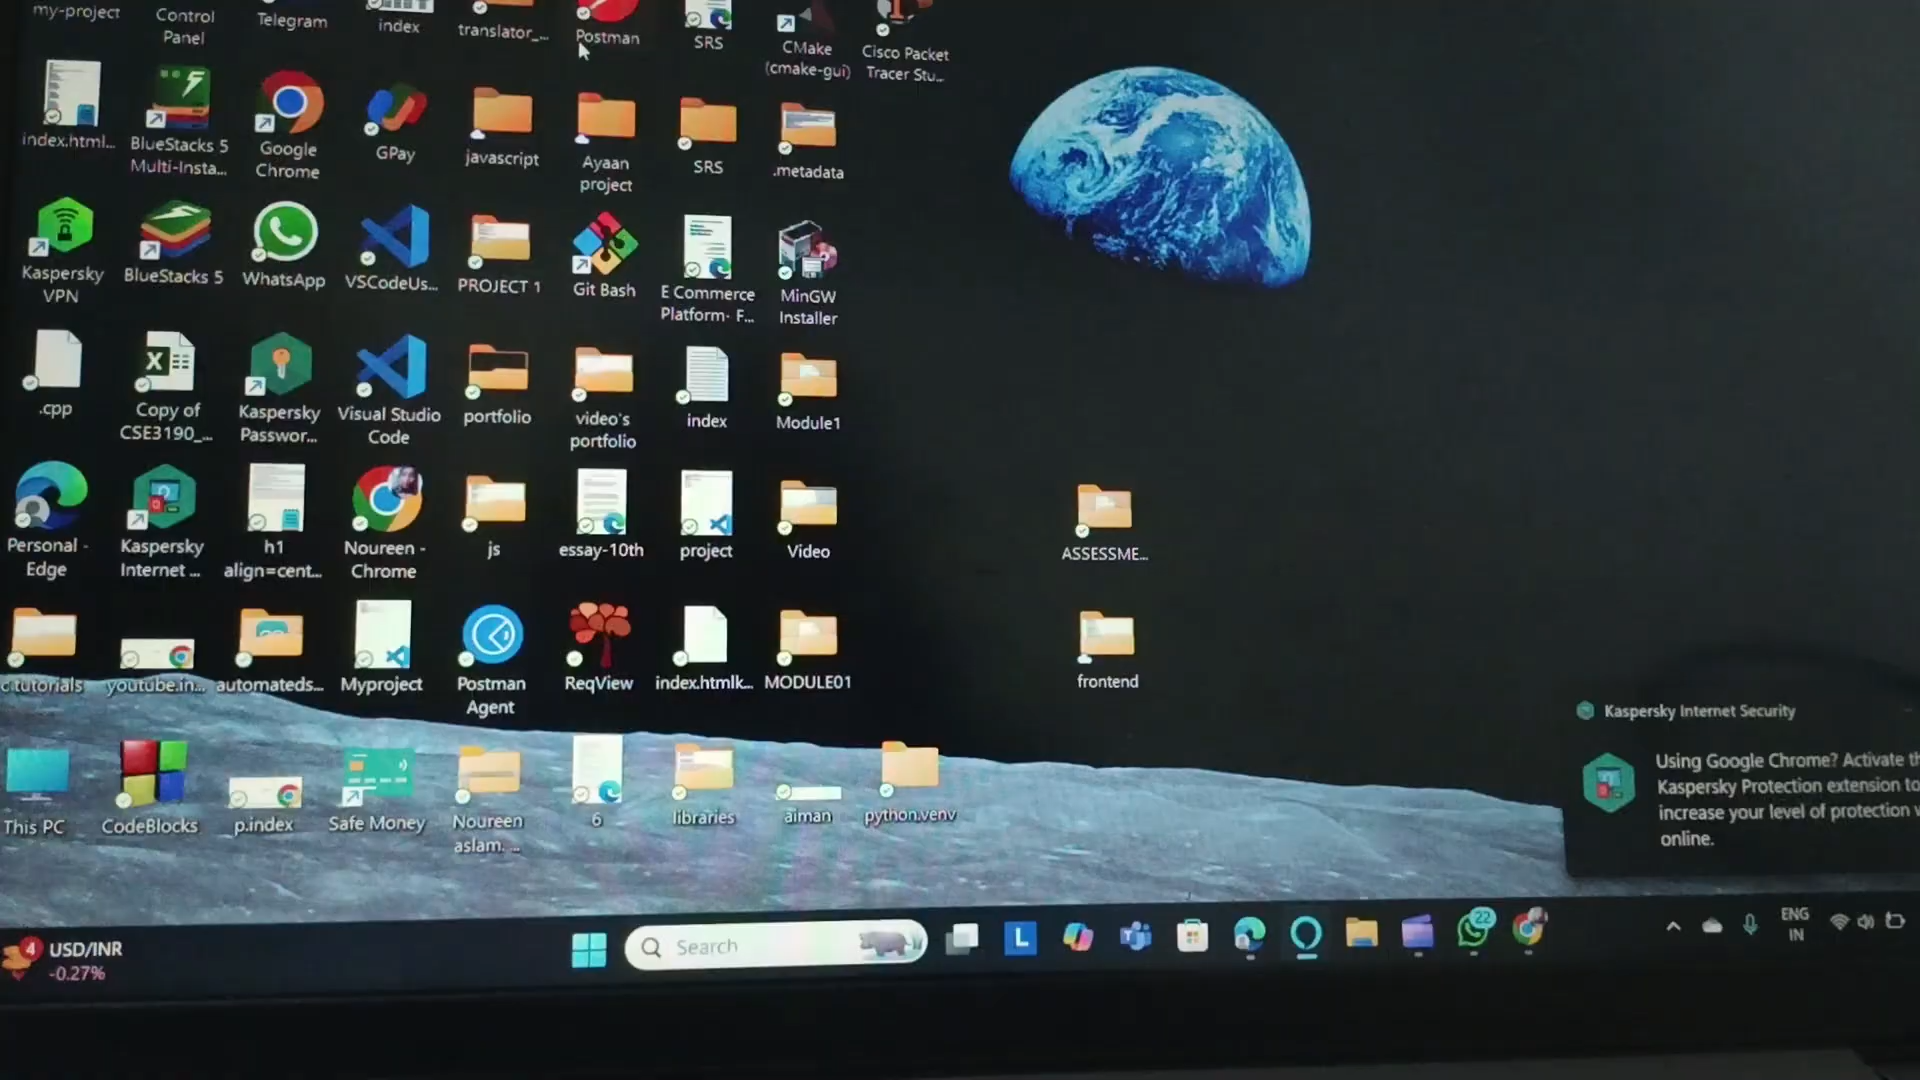 my-project
Control
Panel
Telegram
index
translator_...
Postman
SRS
CMake
(cmake-gui)
Cisco Packet
Tracer Stu...
index.html...
BlueStacks 5
Multi-Insta...
Google
Chrome
GPay
javascript
Ayaan
project
SRS
.metadata
Kaspersky
VPN
BlueStacks 5
WhatsApp
VSCodeUs...
PROJECT 1
Git Bash
E Commerce
Platform- F...
MinGW
Installer
.cpp
Copy of
CSE3190_...
Kaspersky
Passwor...
Visual Studio
Code
portfolio
video's
portfolio
index
Module1
Personal -
Edge
Kaspersky
Internet ...
h1
align=cent...
Noureen -
Chrome
js
essay-10th
project
Video
ASSESSME...
c tutorials
youtube.in...
automateds...
Myproject
Postman
Agent
ReqView
index.htmlk...
MODULE01
frontend
This PC
CodeBlocks
p.index
Safe Money
Noureen
aslam. ...
6
libraries
aiman
python.venv
Kaspersky Internet Security
Using Google Chrome? Activate th
Kaspersky Protection extension to
increase your level of protection w
online.
4
USD/INR
-0.27%
Search
L
22
ENG
IN